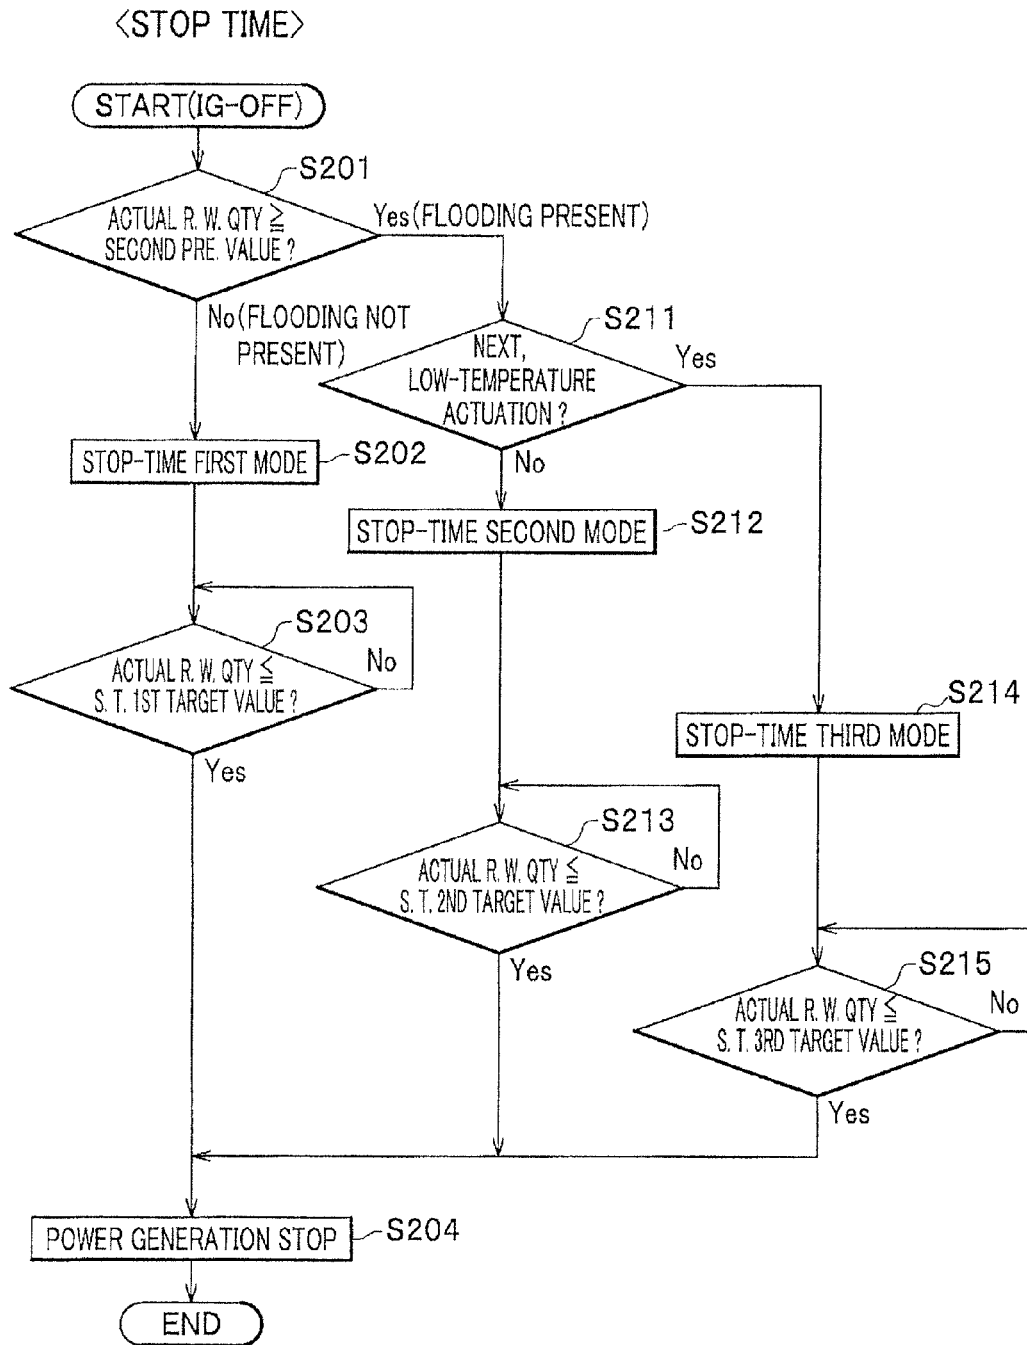 〈STOP TIME〉
START(IG-OFF)
S201
ACTUAL R. W. QTY ≧
SECOND PRE. VALUE ?
Yes(FLOODING PRESENT)
No(FLOODING NOT
PRESENT)
S211
NEXT,
LOW-TEMPERATURE
ACTUATION ?
Yes
No
STOP-TIME FIRST MODE
S202
STOP-TIME SECOND MODE
S212
S203
ACTUAL R. W. QTY ≦
S. T. 1ST TARGET VALUE ?
No
Yes
S214
STOP-TIME THIRD MODE
S213
ACTUAL R. W. QTY ≦
S. T. 2ND TARGET VALUE ?
No
Yes
S215
ACTUAL R. W. QTY ≦
S. T. 3RD TARGET VALUE ?
No
Yes
POWER GENERATION STOP
S204
END